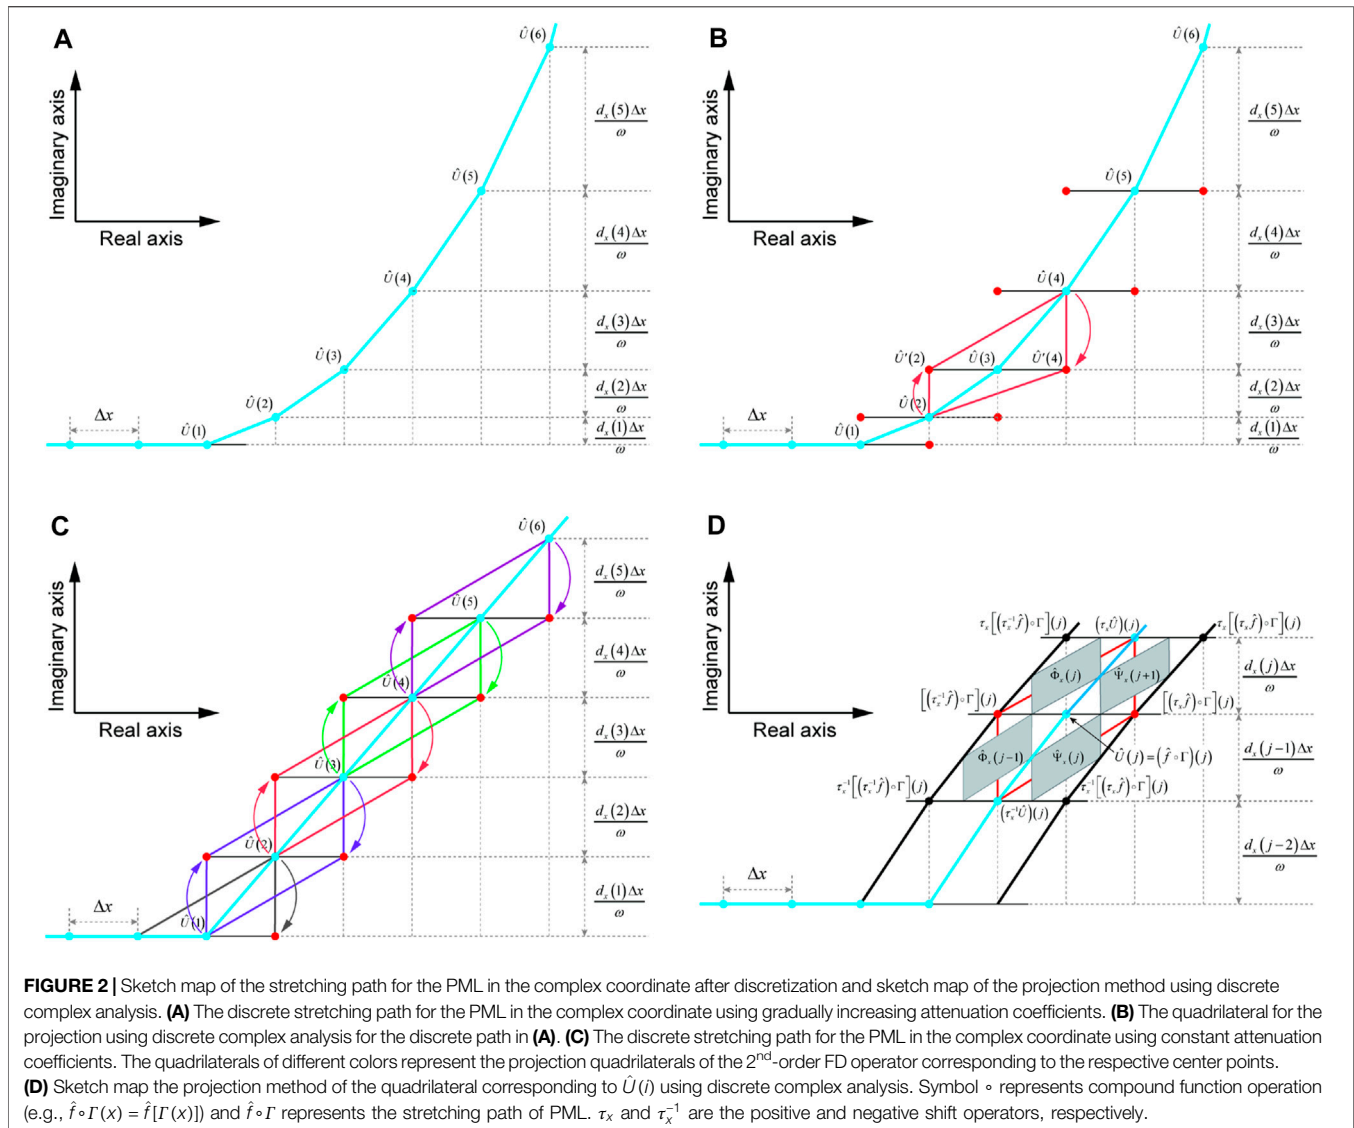 A
Imaginary axis
Real axis
Δx
Û(1)
Û(2)
Û(3)
Û(4)
Û(5)
Û(6)
d_x(5)Δx/ω
d_x(4)Δx/ω
d_x(3)Δx/ω
d_x(2)Δx/ω
d_x(1)Δx/ω
B
Imaginary axis
Real axis
Δx
Û(1)
Û(2)
Û′(2)
Û(3)
Û′(4)
Û(4)
Û(5)
Û(6)
d_x(5)Δx/ω
d_x(4)Δx/ω
d_x(3)Δx/ω
d_x(2)Δx/ω
d_x(1)Δx/ω
C
Imaginary axis
Real axis
Δx
Û(1)
Û(2)
Û(3)
Û(4)
Û(5)
Û(6)
d_x(5)Δx/ω
d_x(4)Δx/ω
d_x(3)Δx/ω
d_x(2)Δx/ω
d_x(1)Δx/ω
D
Imaginary axis
Real axis
Δx
τ_x[(τ_x^-1 f̂)∘Γ](j)
(τ_x Û)(j)
τ_x[(τ_x f̂)∘Γ](j)
Φ̂_x(j)
Ψ̂_x(j+1)
[(τ_x^-1 f̂)∘Γ](j)
[(τ_x f̂)∘Γ](j)
Φ̂_x(j−1)
Ψ̂_x(j)
Û(j)=(f̂∘Γ)(j)
τ_x^-1[(τ_x^-1 f̂)∘Γ](j)
(τ_x^-1 Û)(j)
τ_x^-1[(τ_x f̂)∘Γ](j)
d_x(j)Δx/ω
d_x(j−1)Δx/ω
d_x(j−2)Δx/ω
FIGURE 2 | Sketch map of the stretching path for the PML in the complex coordinate after discretization and sketch map of the projection method using discrete
complex analysis. (A) The discrete stretching path for the PML in the complex coordinate using gradually increasing attenuation coefficients. (B) The quadrilateral for the
projection using discrete complex analysis for the discrete path in (A). (C) The discrete stretching path for the PML in the complex coordinate using constant attenuation
coefficients. The quadrilaterals of different colors represent the projection quadrilaterals of the 2nd-order FD operator corresponding to the respective center points.
(D) Sketch map the projection method of the quadrilateral corresponding to Û(i) using discrete complex analysis. Symbol ∘ represents compound function operation
(e.g., f̂∘Γ(x) = f̂[Γ(x)]) and f̂∘Γ represents the stretching path of PML. τ_x and τ_x^-1 are the positive and negative shift operators, respectively.